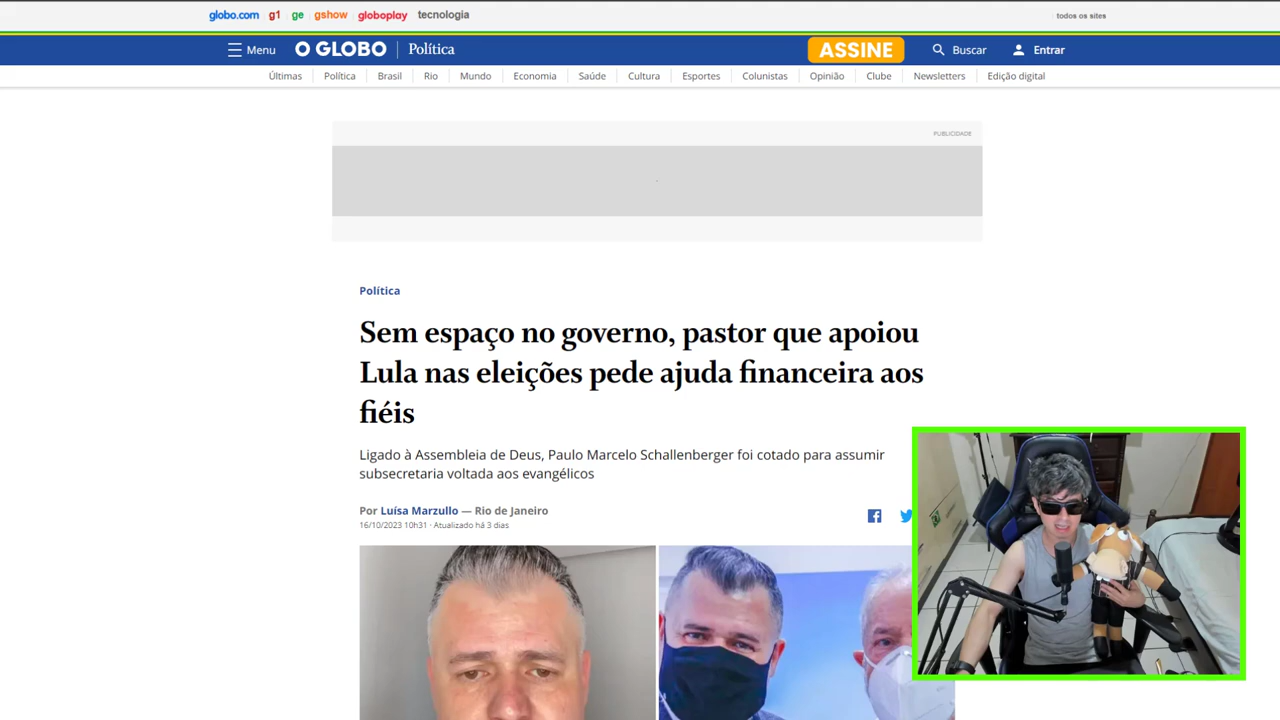 globo.com g1 ge gshow globoplay tecnologia todos os sites
Menu O GLOBO Política ASSINE Buscar Entrar
Últimas Política Brasil Rio Mundo Economia Saúde Cultura Esportes Colunistas Opinião Clube Newsletters Edição digital
PUBLICIDADE
Política
Sem espaço no governo, pastor que apoiou
Lula nas eleições pede ajuda financeira aos
fiéis
Ligado à Assembleia de Deus, Paulo Marcelo Schallenberger foi cotado para assumir
subsecretaria voltada aos evangélicos
Por Luísa Marzullo — Rio de Janeiro
16/10/2023 10h31 · Atualizado há 3 dias